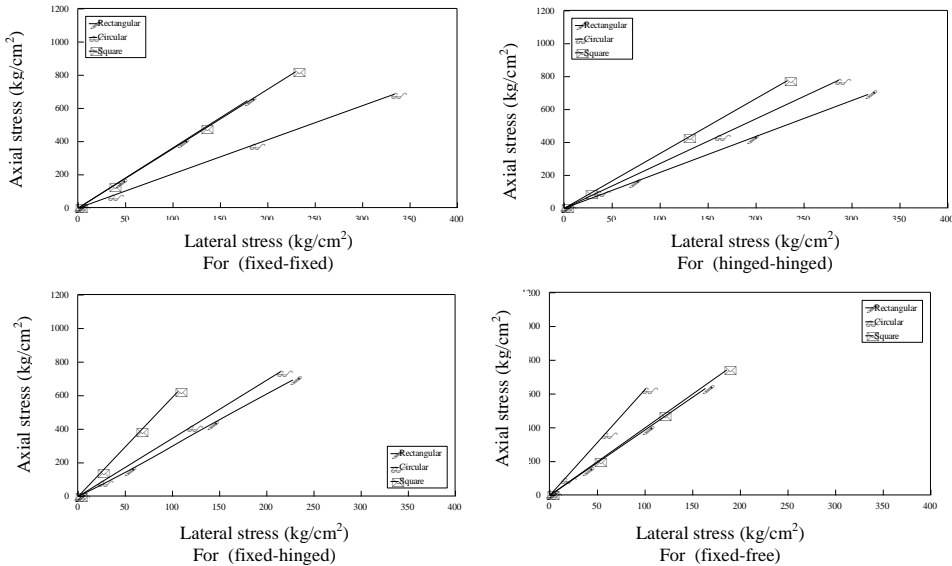 1200
1000
800
600
400
200
0
Axial stress (kg/cm²)
Rectangular
Circular
Square
0 50 100 150 200 250 300 350 400
Lateral stress (kg/cm²)
For (fixed-fixed)
1200
1000
800
600
400
200
0
Axial stress (kg/cm²)
Rectangular
Circular
Square
0 50 100 150 200 250 300 350 400
Lateral stress (kg/cm²)
For (hinged-hinged)
1200
1000
800
600
400
200
0
Axial stress (kg/cm²)
Rectangular
Circular
Square
0 50 100 150 200 250 300 350 400
Lateral stress (kg/cm²)
For (fixed-hinged)
1200
1000
800
600
400
200
0
Axial stress (kg/cm²)
Rectangular
Circular
Square
0 50 100 150 200 250 300 350 400
Lateral stress (kg/cm²)
For (fixed-free)